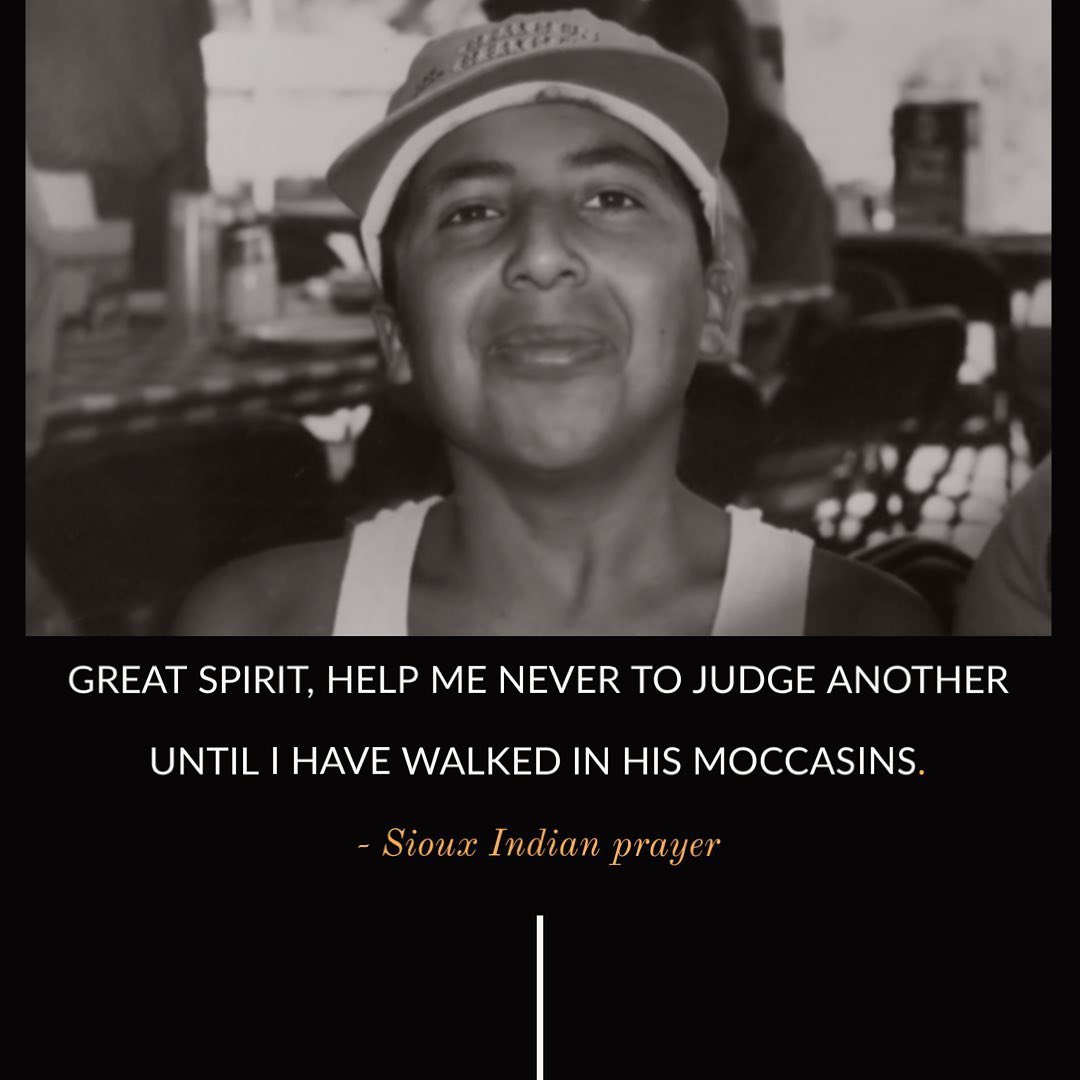 GREAT SPIRIT, HELP ME NEVER TO JUDGE ANOTHER
UNTIL I HAVE WALKED IN HIS MOCCASINS.
- Sioux Indian prayer